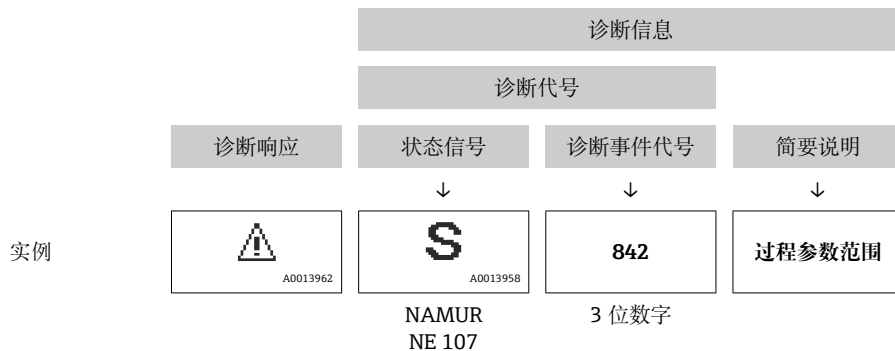 诊断信息
诊断代号
诊断响应 状态信号 诊断事件代号 简要说明
↓ ↓ ↓
实例 S 842 过程参数范围
A0013962 A0013958
NAMUR 3 位数字
NE 107